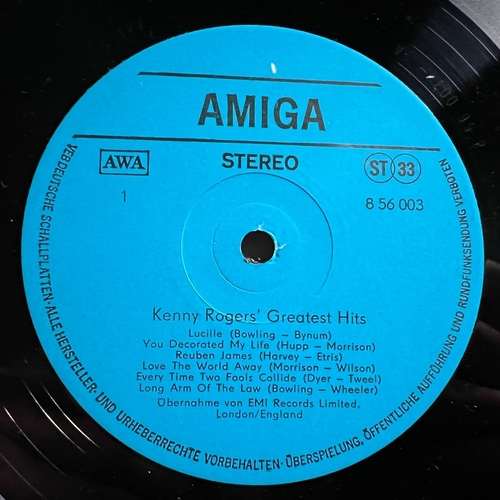 AMIGA
AWA
STEREO
ST 33
1
8 56 003
Kenny Rogers' Greatest Hits
Lucille (Bowling – Bynum)
You Decorated My Life (Hupp – Morrison)
Reuben James (Harvey – Etris)
Love The World Away (Morrison – Wilson)
Every Time Two Fools Collide (Dyer – Tweel)
Long Arm Of The Law (Bowling – Wheeler)
Übernahme von EMI Records Limited,
London/England
VEB DEUTSCHE SCHALLPLATTEN · ALLE HERSTELLER- UND URHEBERRECHTE VORBEHALTEN · ÜBERSPIELUNG, ÖFFENTLICHE AUFFÜHRUNG UND RUNDFUNKSENDUNG VERBOTEN